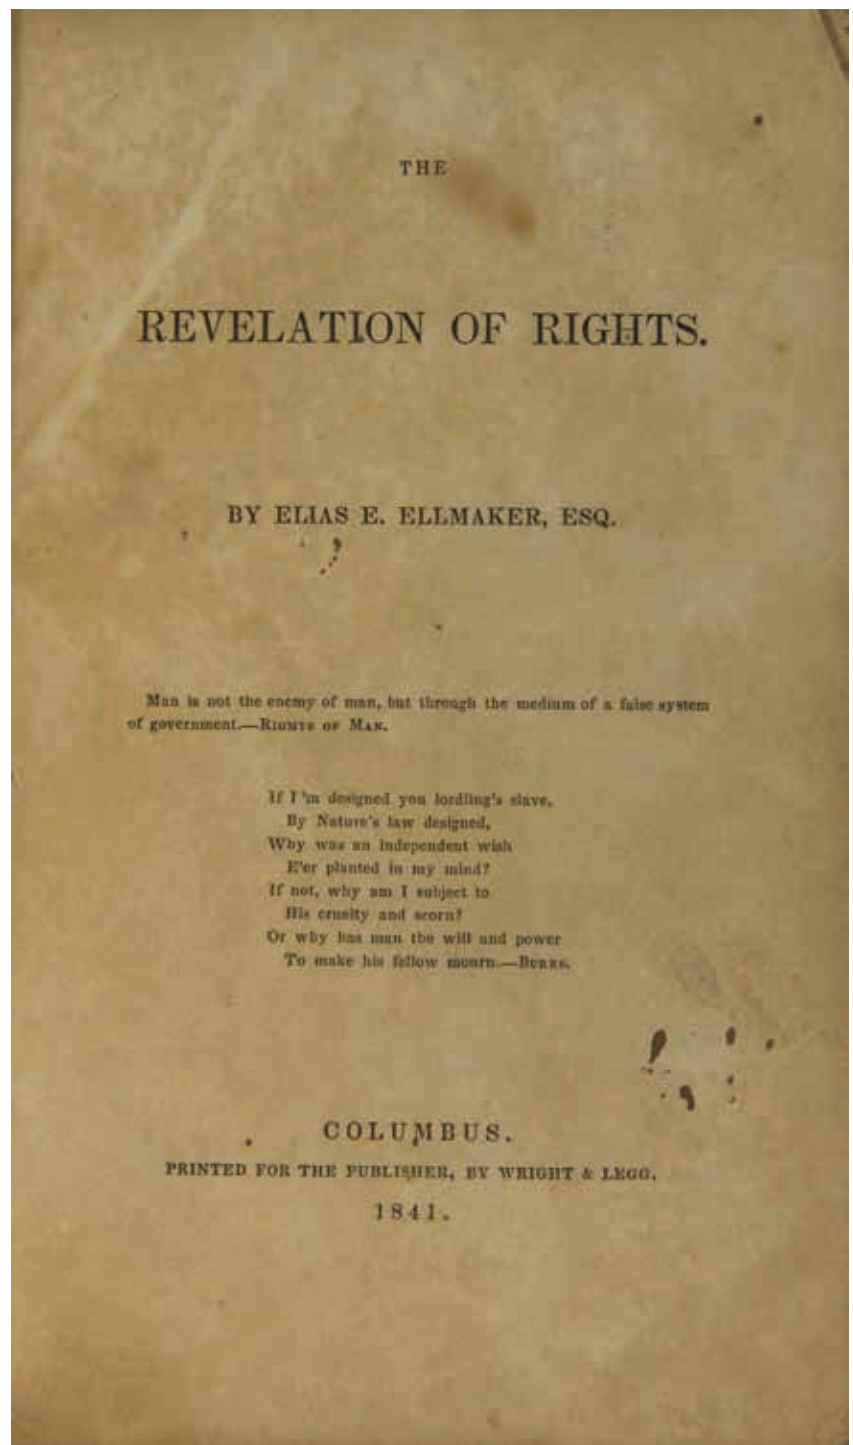 THE
REVELATION OF RIGHTS.
BY ELIAS E. ELLMAKER, ESQ.
Man is not the enemy of man, but through the medium of a false system
of government.—RIGHTS OF MAN.
If I'm designed you lordling's slave,
By Nature's law designed,
Why was an independent wish
E'er planted in my mind?
If not, why am I subject to
His cruelty and scorn?
Or why has man the will and power
To make his fellow mourn.—BURNS.
COLUMBUS.
PRINTED FOR THE PUBLISHER, BY WRIGHT & LEGG.
1841.